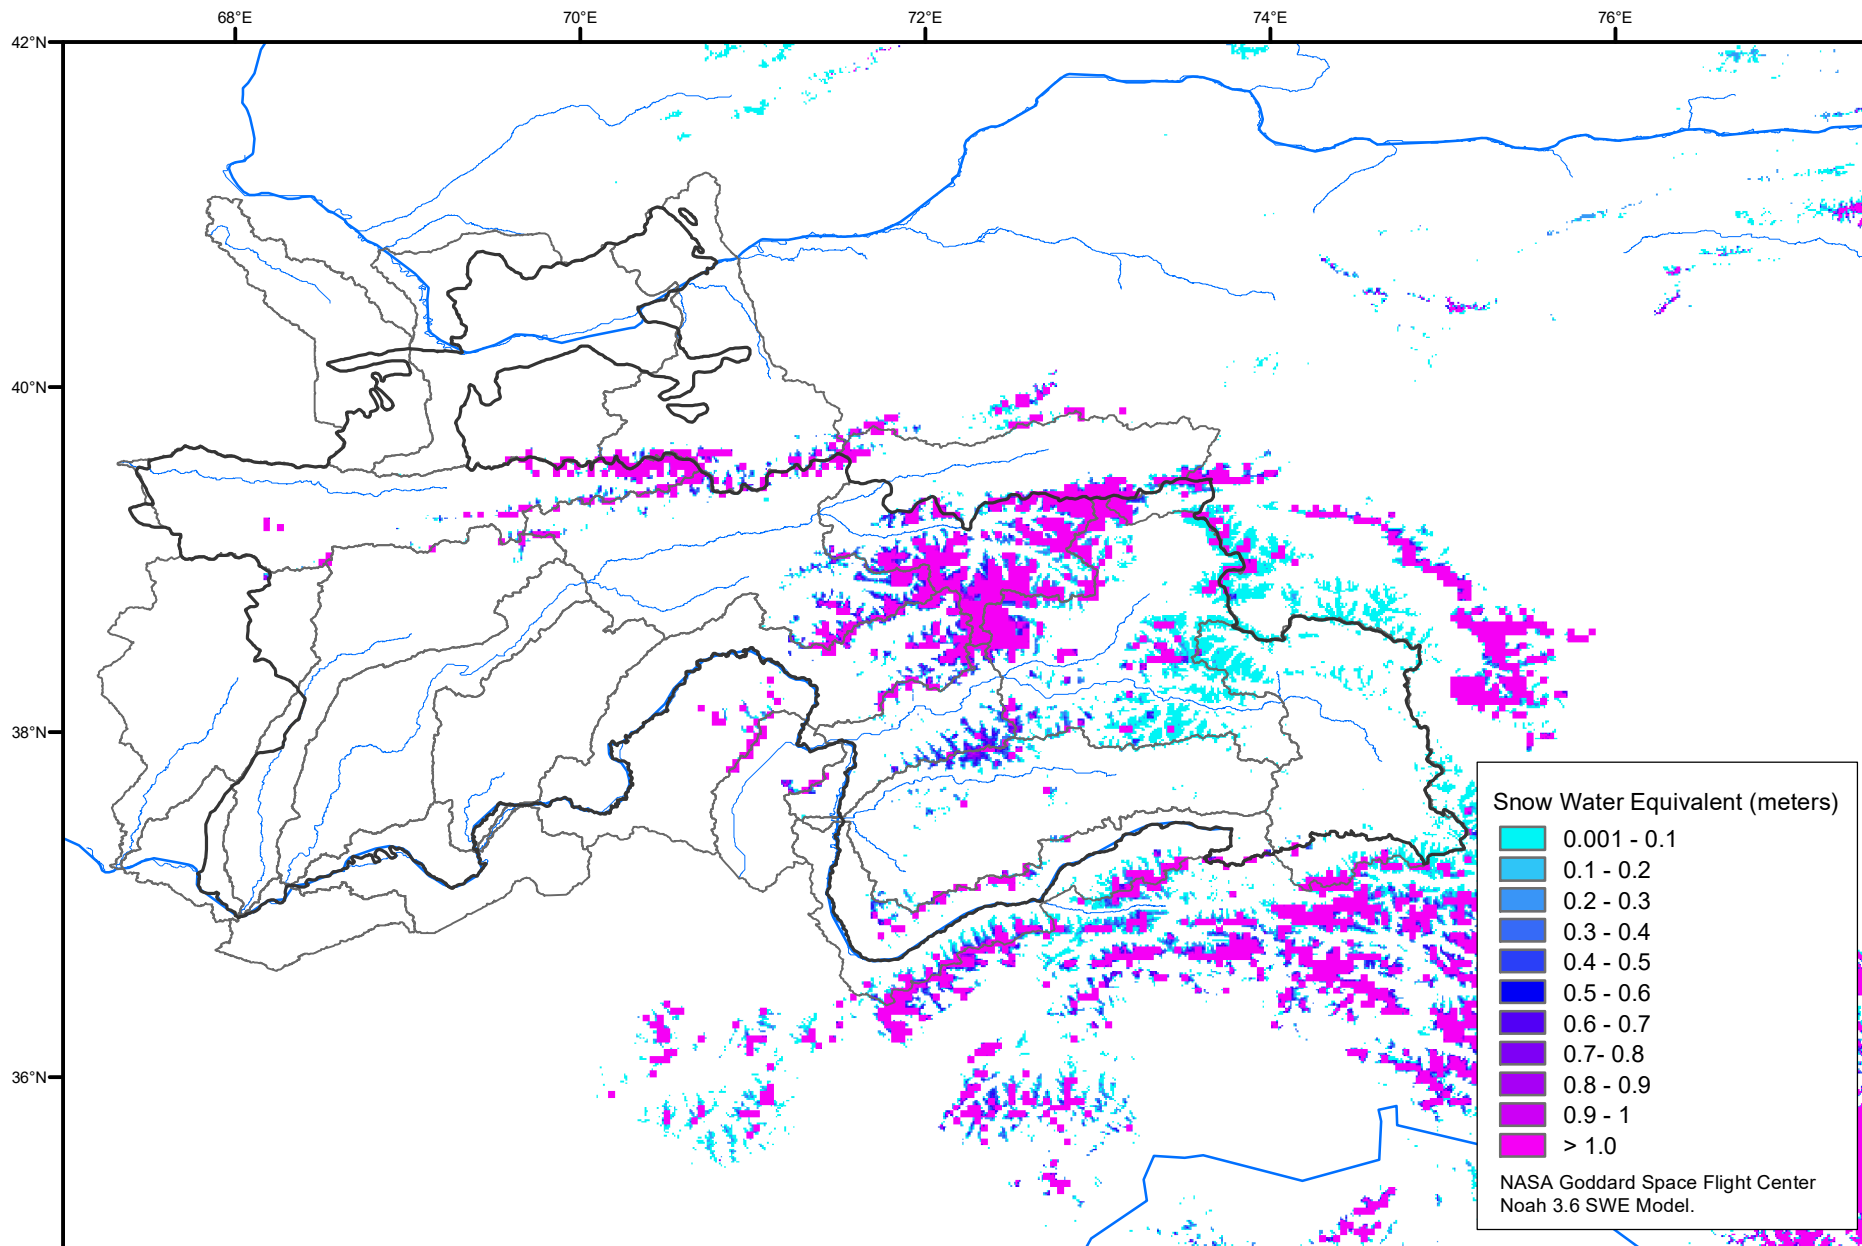 68°E 70°E 72°E 74°E 76°E
42°N
40°N
38°N
36°N
Snow Water Equivalent (meters)
0.001 - 0.1
0.1 - 0.2
0.2 - 0.3
0.3 - 0.4
0.4 - 0.5
0.5 - 0.6
0.6 - 0.7
0.7- 0.8
0.8 - 0.9
0.9 - 1
> 1.0
NASA Goddard Space Flight Center
Noah 3.6 SWE Model.